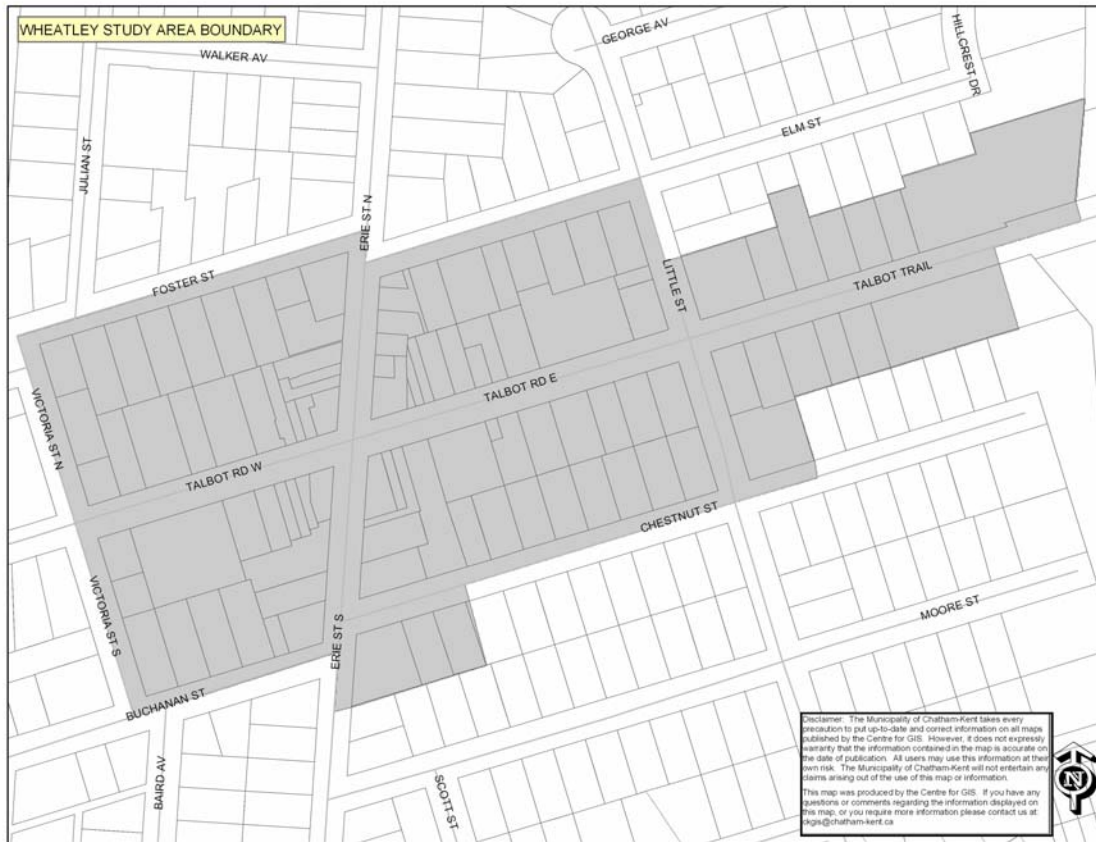 WHEATLEY STUDY AREA BOUNDARY
WALKER AV
GEORGE AV
HILLCREST DR
JULIAN ST
ELM ST
ERIE ST N
FOSTER ST
LITTLE ST
TALBOT TRAIL
VICTORIA ST N
TALBOT RD E
TALBOT RD W
CHESTNUT ST
VICTORIA ST S
ERIE ST S
MOORE ST
BUCHANAN ST
BAIRD AV
SCOTT ST
Disclaimer: The Municipality of Chatham-Kent takes every
precaution to put up-to-date and correct information on all maps
published by the Centre for GIS. However, it does not expressly
warranty that the information contained in the map is accurate on
the date of publication. All users may use this information at their
own risk. The Municipality of Chatham-Kent will not entertain any
claims arising out of the use of this map or information.
This map was produced by the Centre for GIS. If you have any
questions or comments regarding the information displayed on
this map, or you require more information please contact us at
ckgis@chatham-kent.ca
N